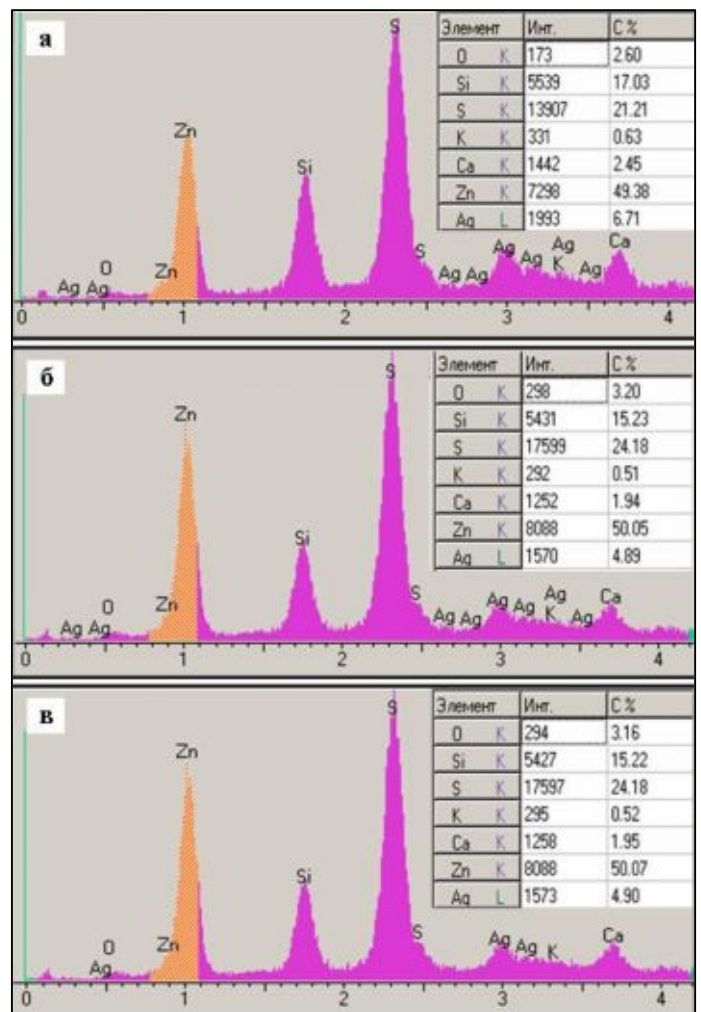 а
Элемент Инт. C %
O K 173 2.60
Si K 5539 17.03
S K 13907 21.21
K K 331 0.63
Ca K 1442 2.45
Zn K 7298 49.38
Ag L 1993 6.71
S
Zn
Si
S
O
Zn
Ag Ag
Ag Ag
Ag
Ag
Ag
K
Ag
Ca
0 1 2 3 4
б
Элемент Инт. C %
O K 298 3.20
Si K 5431 15.23
S K 17599 24.18
K K 292 0.51
Ca K 1252 1.94
Zn K 8088 50.05
Ag L 1570 4.89
S
Zn
Si
S
O
Zn
Ag Ag
Ag Ag
Ag
Ag
Ag
K
Ag
Ca
0 1 2 3 4
в
Элемент Инт. C %
O K 294 3.16
Si K 5427 15.22
S K 17597 24.18
K K 295 0.52
Ca K 1258 1.95
Zn K 8088 50.07
Ag L 1573 4.90
S
Zn
Si
S
O
Zn
Ag
Ag Ag K
Ca
0 1 2 3 4